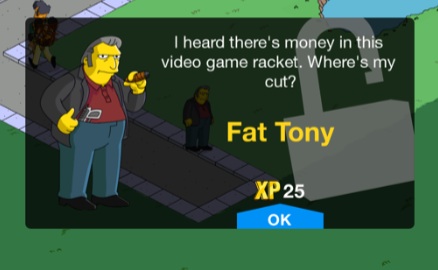 I heard there's money in this
video game racket. Where's my
cut?
Fat Tony
XP 25
OK